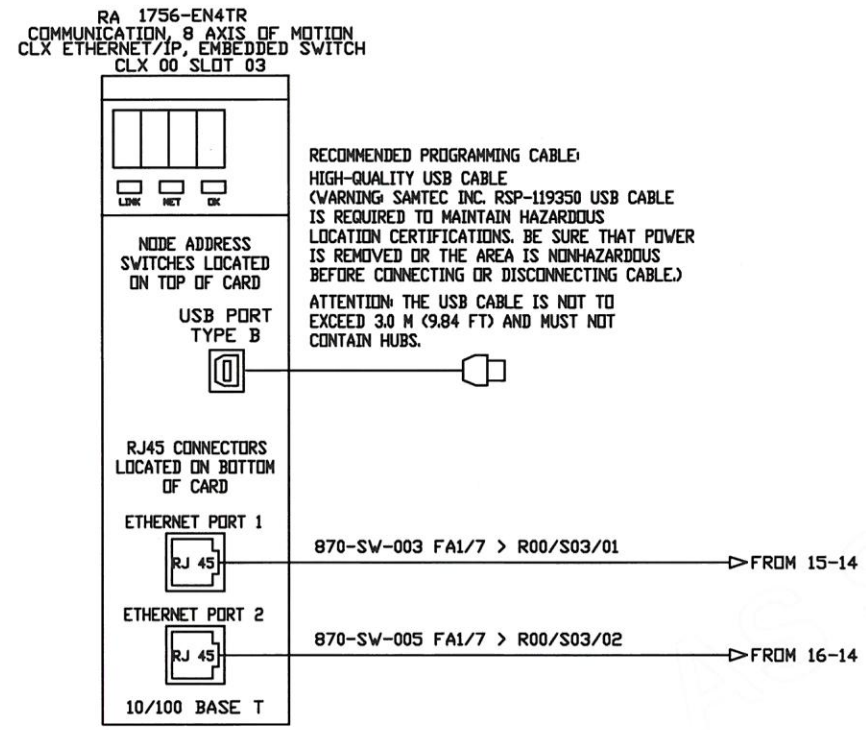 RA 1756-EN4TR
COMMUNICATION, 8 AXIS OF MOTION
CLX ETHERNET/IP, EMBEDDED SWITCH
CLX 00 SLOT 03
LINK NET OK
NODE ADDRESS
SWITCHES LOCATED
ON TOP OF CARD
USB PORT
TYPE B
RECOMMENDED PROGRAMMING CABLE:
HIGH-QUALITY USB CABLE
(WARNING: SAMTEC INC. RSP-119350 USB CABLE
IS REQUIRED TO MAINTAIN HAZARDOUS
LOCATION CERTIFICATIONS. BE SURE THAT POWER
IS REMOVED OR THE AREA IS NONHAZARDOUS
BEFORE CONNECTING OR DISCONNECTING CABLE.)
ATTENTION: THE USB CABLE IS NOT TO
EXCEED 3.0 M (9.84 FT) AND MUST NOT
CONTAIN HUBS.
RJ45 CONNECTORS
LOCATED ON BOTTOM
OF CARD
ETHERNET PORT 1
RJ 45
870-SW-003 FA1/7 > R00/S03/01
FROM 15-14
ETHERNET PORT 2
RJ 45
870-SW-005 FA1/7 > R00/S03/02
FROM 16-14
10/100 BASE T